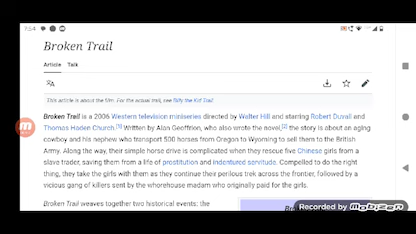 7:54
Broken Trail
Article Talk
This article is about the film. For the actual trail, see Billy the Kid Trail.
Broken Trail is a 2006 Western television miniseries directed by Walter Hill and starring Robert Duvall and
Thomas Haden Church.[1] Written by Alan Geoffrion, who also wrote the novel,[2] the story is about an aging
cowboy and his nephew who transport 500 horses from Oregon to Wyoming to sell them to the British
Army. Along the way, their simple horse drive is complicated when they rescue five Chinese girls from a
slave trader, saving them from a life of prostitution and indentured servitude. Compelled to do the right
thing, they take the girls with them as they continue their perilous trek across the frontier, followed by a
vicious gang of killers sent by the whorehouse madam who originally paid for the girls.
Broken Trail weaves together two historical events: the
Recorded by Mobizen